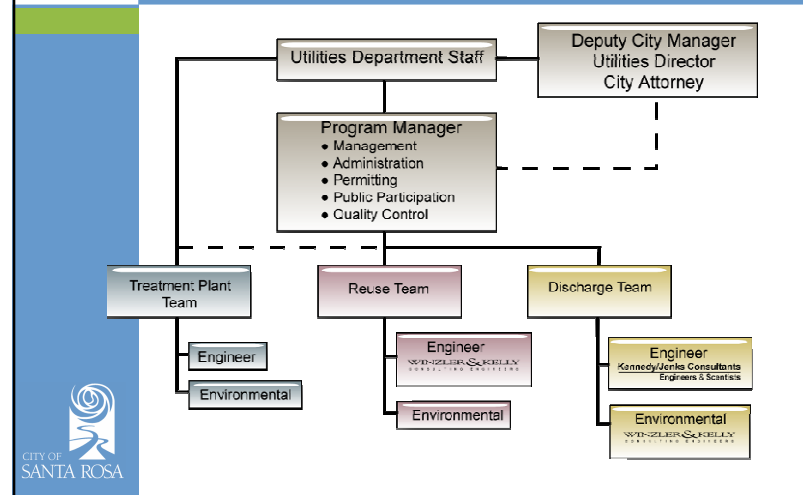 Utilities Department Staff
Deputy City Manager
Utilities Director
City Attorney
Program Manager
● Management
● Administration
● Permitting
● Public Participation
● Quality Control
Treatment Plant
Team
Engineer
Environmental
Reuse Team
Engineer
WINZLER & KELLY
CONSULTING ENGINEERS
Environmental
Discharge Team
Engineer
Kennedy/Jenks Consultants
Engineers & Scientists
Environmental
WINZLER & KELLY
CONSULTING ENGINEERS
CITY OF
SANTA ROSA